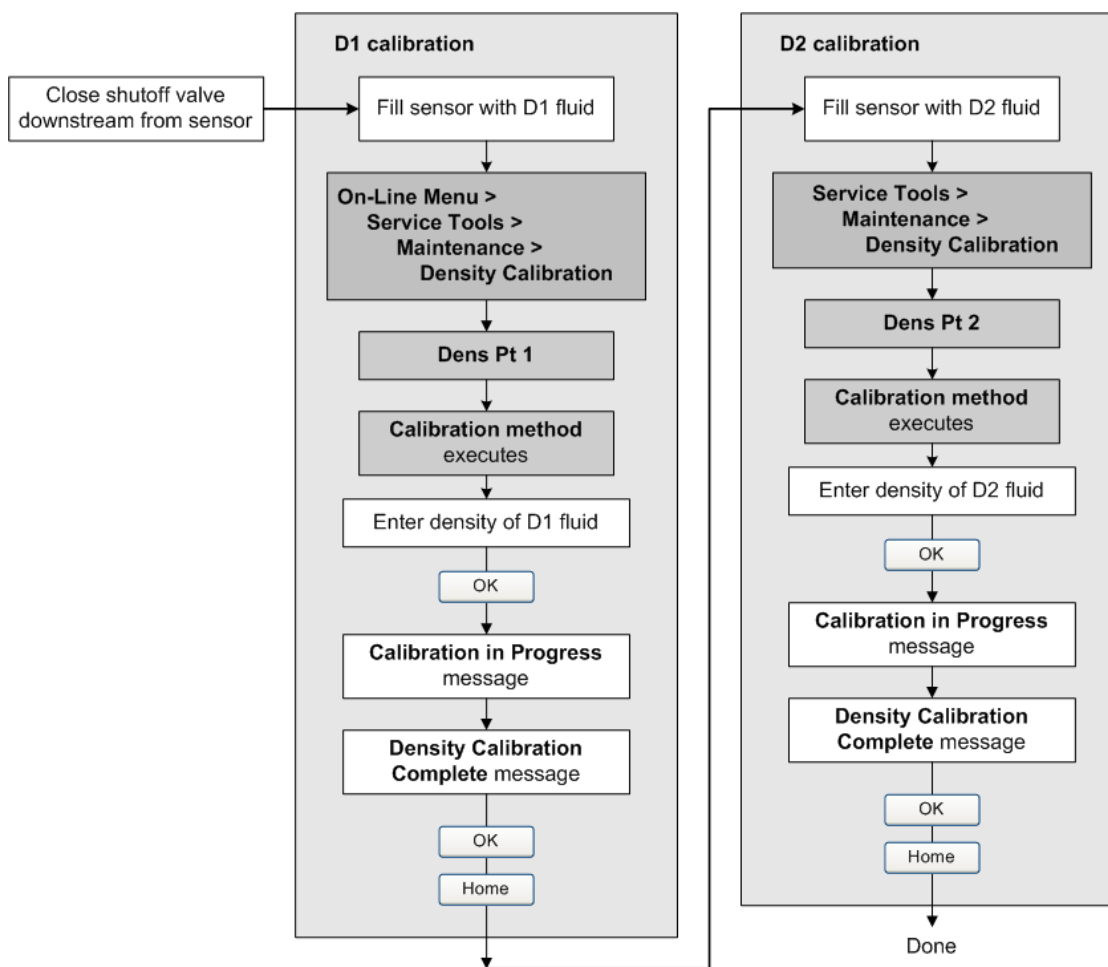 Close shutoff valve
downstream from sensor
D1 calibration
Fill sensor with D1 fluid
On-Line Menu >
Service Tools >
Maintenance >
Density Calibration
Dens Pt 1
Calibration method
executes
Enter density of D1 fluid
OK
Calibration in Progress
message
Density Calibration
Complete message
OK
Home
D2 calibration
Fill sensor with D2 fluid
Service Tools >
Maintenance >
Density Calibration
Dens Pt 2
Calibration method
executes
Enter density of D2 fluid
OK
Calibration in Progress
message
Density Calibration
Complete message
OK
Home
Done